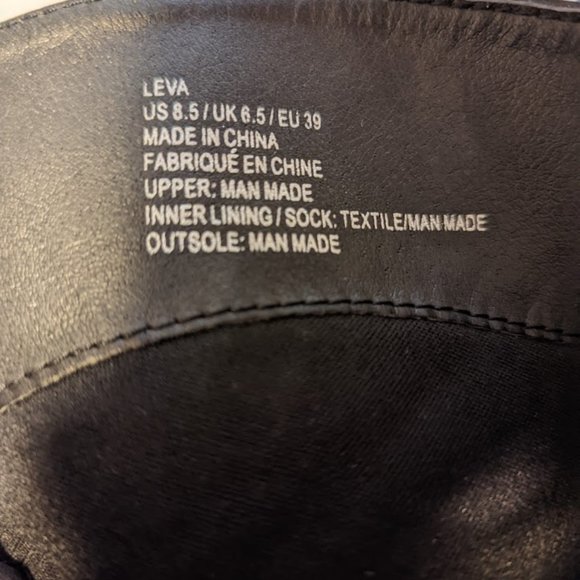 LEVA
US 8.5 / UK 6.5 / EU 39
MADE IN CHINA
FABRIQUÉ EN CHINE
UPPER: MAN MADE
INNER LINING / SOCK: TEXTILE/MAN MADE
OUTSOLE: MAN MADE